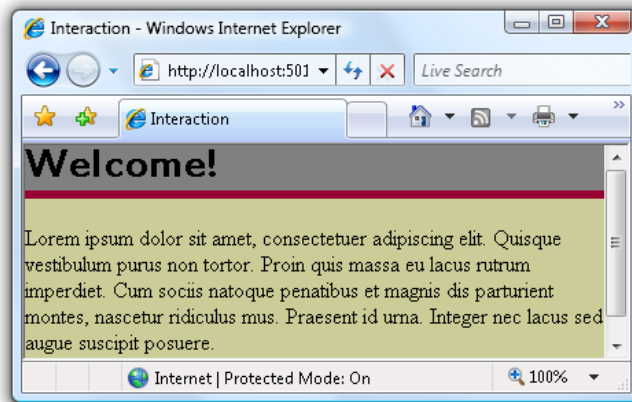 Interaction - Windows Internet Explorer
http://localhost:501
Live Search
Interaction
Welcome!
Lorem ipsum dolor sit amet, consectetuer adipiscing elit. Quisque
vestibulum purus non tortor. Proin quis massa eu lacus rutrum
imperdiet. Cum sociis natoque penatibus et magnis dis parturient
montes, nascetur ridiculus mus. Praesent id urna. Integer nec lacus sed
augue suscipit posuere.
Internet | Protected Mode: On
100%